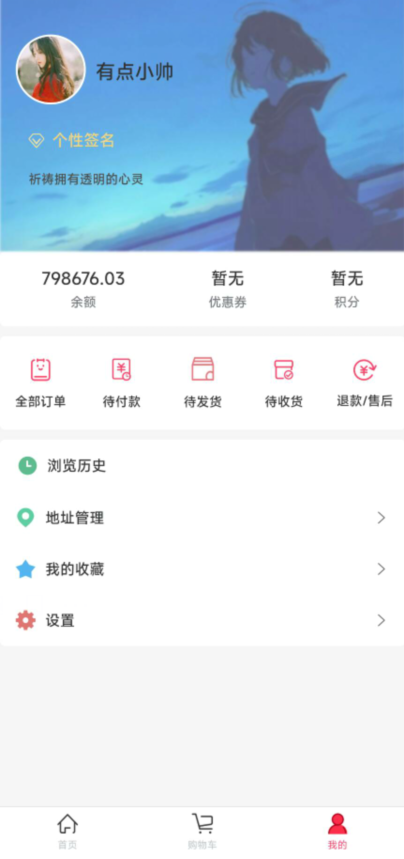 有点小帅
个性签名
祈祷拥有透明的心灵
798676.03 暂无 暂无
余额 优惠券 积分
全部订单 待付款 待发货 待收货 退款/售后
浏览历史
地址管理
我的收藏
设置
首页 购物车 我的